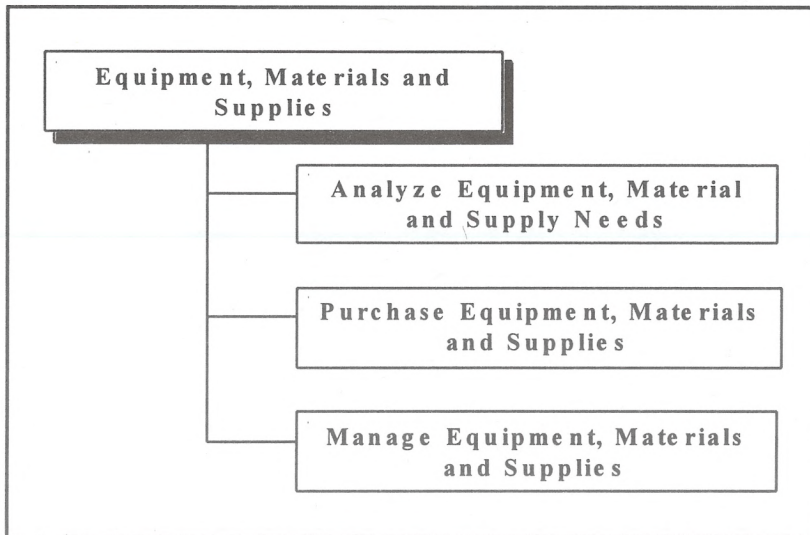 Equipment, Materials and
Supplies
Analyze Equipment, Material
and Supply Needs
Purchase Equipment, Materials
and Supplies
Manage Equipment, Materials
and Supplies